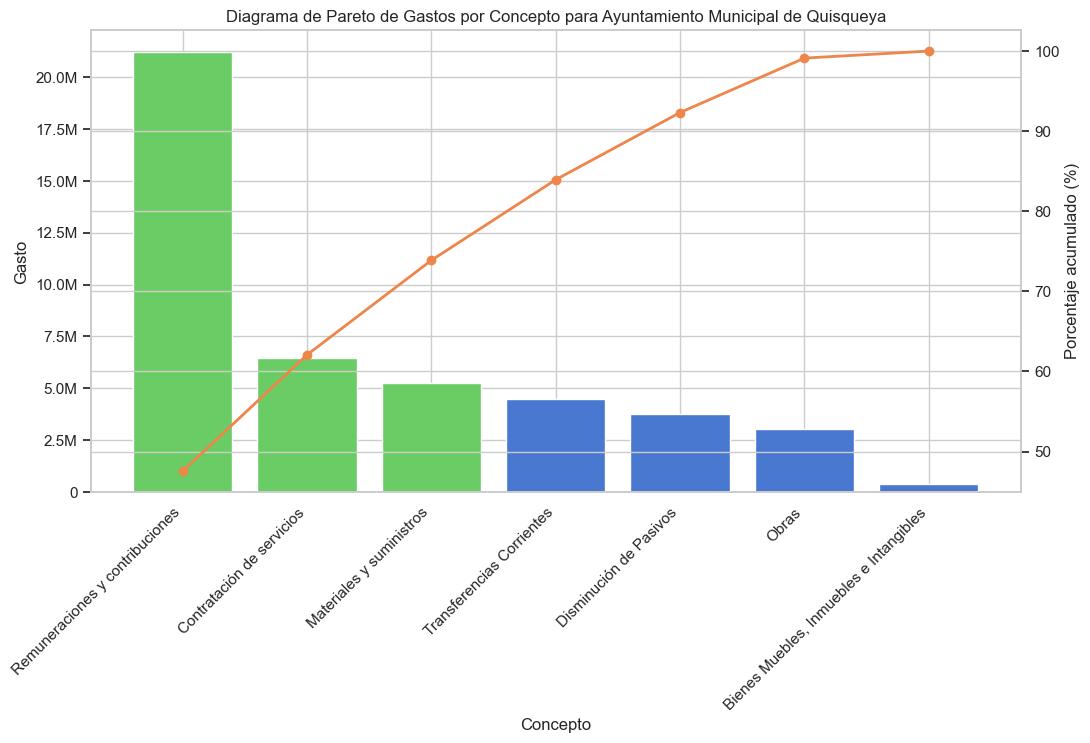 Diagrama de Pareto de Gastos por Concepto para Ayuntamiento Municipal de Quisqueya
Gasto
20.0M
17.5M
15.0M
12.5M
10.0M
7.5M
5.0M
2.5M
0
100
90
80
70
60
50
Porcentaje acumulado (%)
Remuneraciones y contribuciones
Contratación de servicios
Materiales y suministros
Transferencias Corrientes
Disminución de Pasivos
Obras
Bienes Muebles, Inmuebles e Intangibles
Concepto